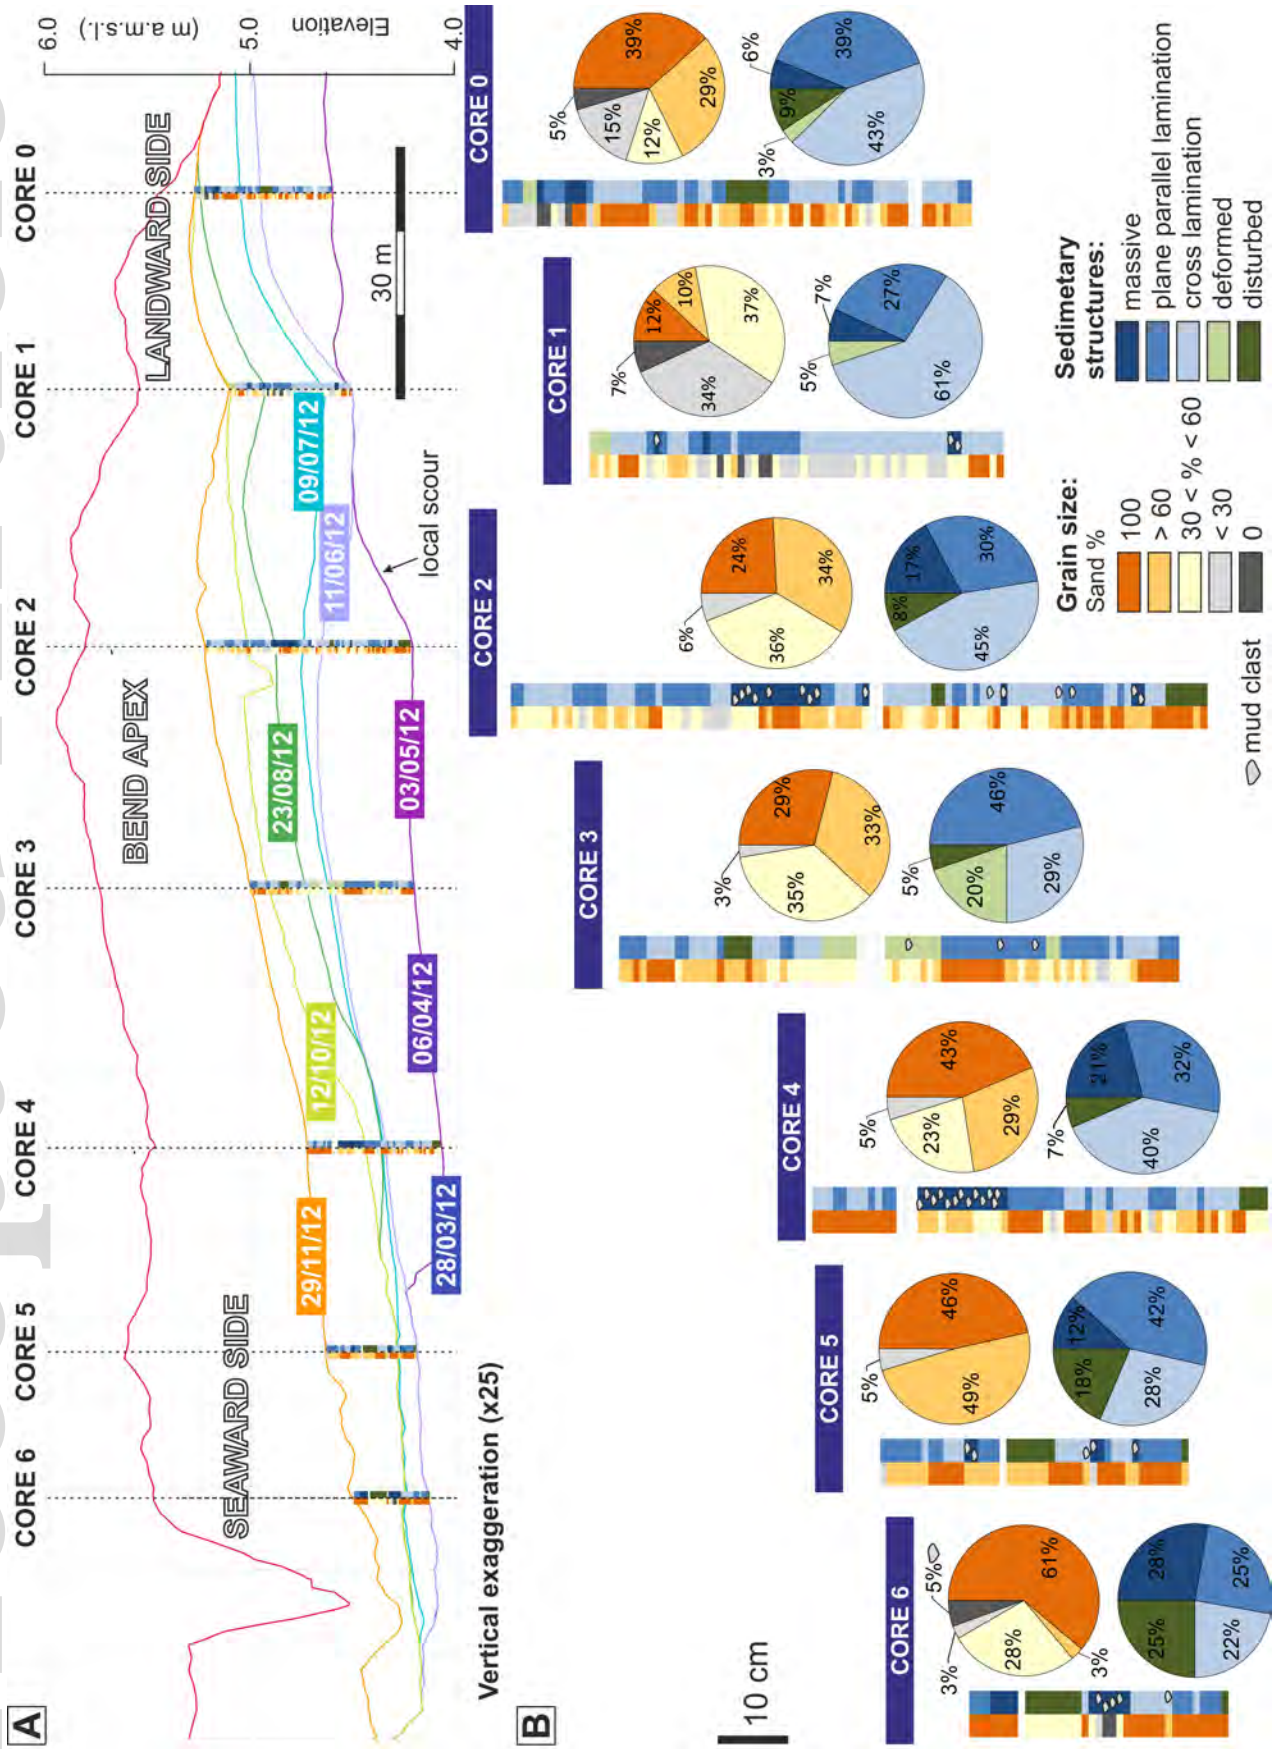 A
CORE 6
CORE 5
CORE 4
CORE 3
CORE 2
CORE 1
CORE 0
SEAWARD SIDE
BEND APEX
LANDWARD SIDE
6.0
5.0
4.0
Elevation
(m a.m.s.l.)
29/11/12
12/10/12
23/08/12
09/07/12
11/06/12
28/03/12
06/04/12
03/05/12
local scour
30 m
Vertical exaggeration (x25)
B
10 cm
CORE 6
5%
3%
28%
3%
61%
25%
28%
22%
25%
CORE 5
5%
46%
49%
12%
18%
42%
28%
CORE 4
5%
43%
23%
29%
7%
21%
40%
32%
CORE 3
3%
29%
35%
33%
5%
46%
20%
29%
CORE 2
6%
24%
36%
34%
8%
17%
45%
30%
CORE 1
7%
12%
10%
34%
37%
5%
7%
27%
61%
CORE 0
5%
39%
15%
12%
29%
3%
9%
6%
39%
43%
mud clast
Grain size:
Sand %
100
> 60
30 < % < 60
< 30
0
Sedimetary
structures:
massive
plane parallel lamination
cross lamination
deformed
disturbed